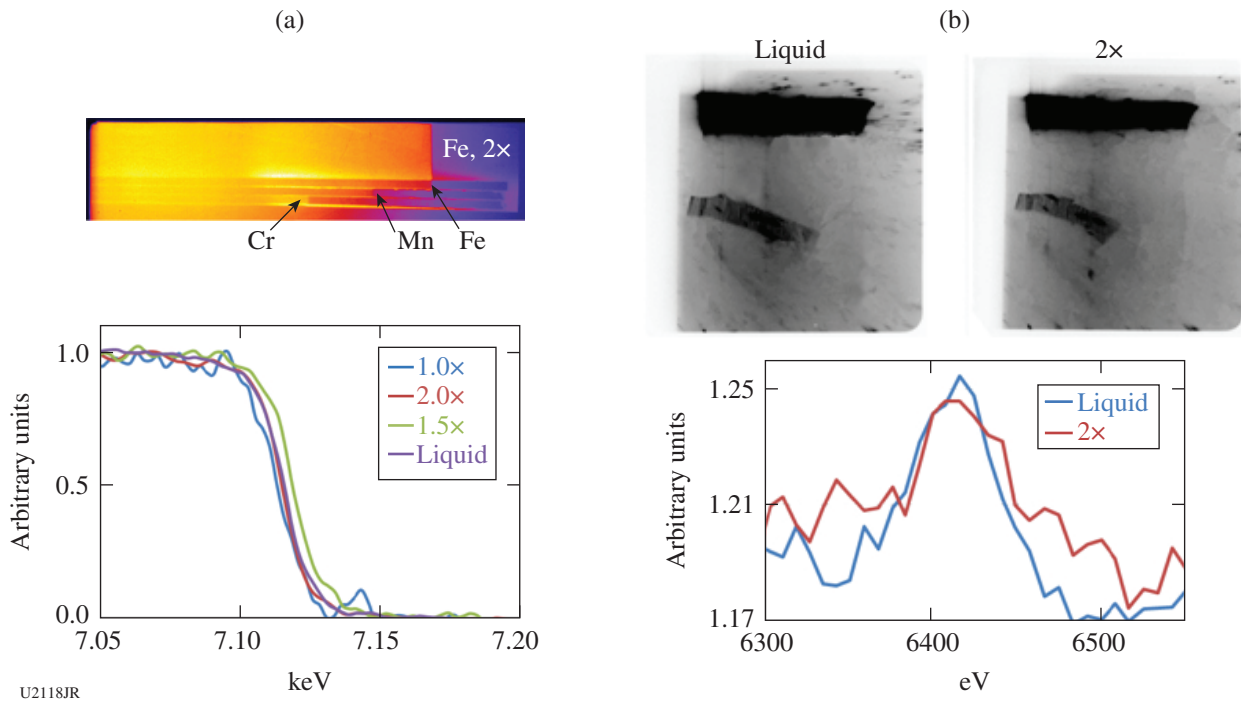 (a)
Fe, 2×
Cr
Mn
Fe
Arbitrary units
1.0
0.5
0.0
1.0×
2.0×
1.5×
Liquid
7.05
7.10
7.15
7.20
keV
U2118JR
(b)
Liquid
2×
Arbitrary units
1.25
1.21
1.17
Liquid
2×
6300
6400
6500
eV